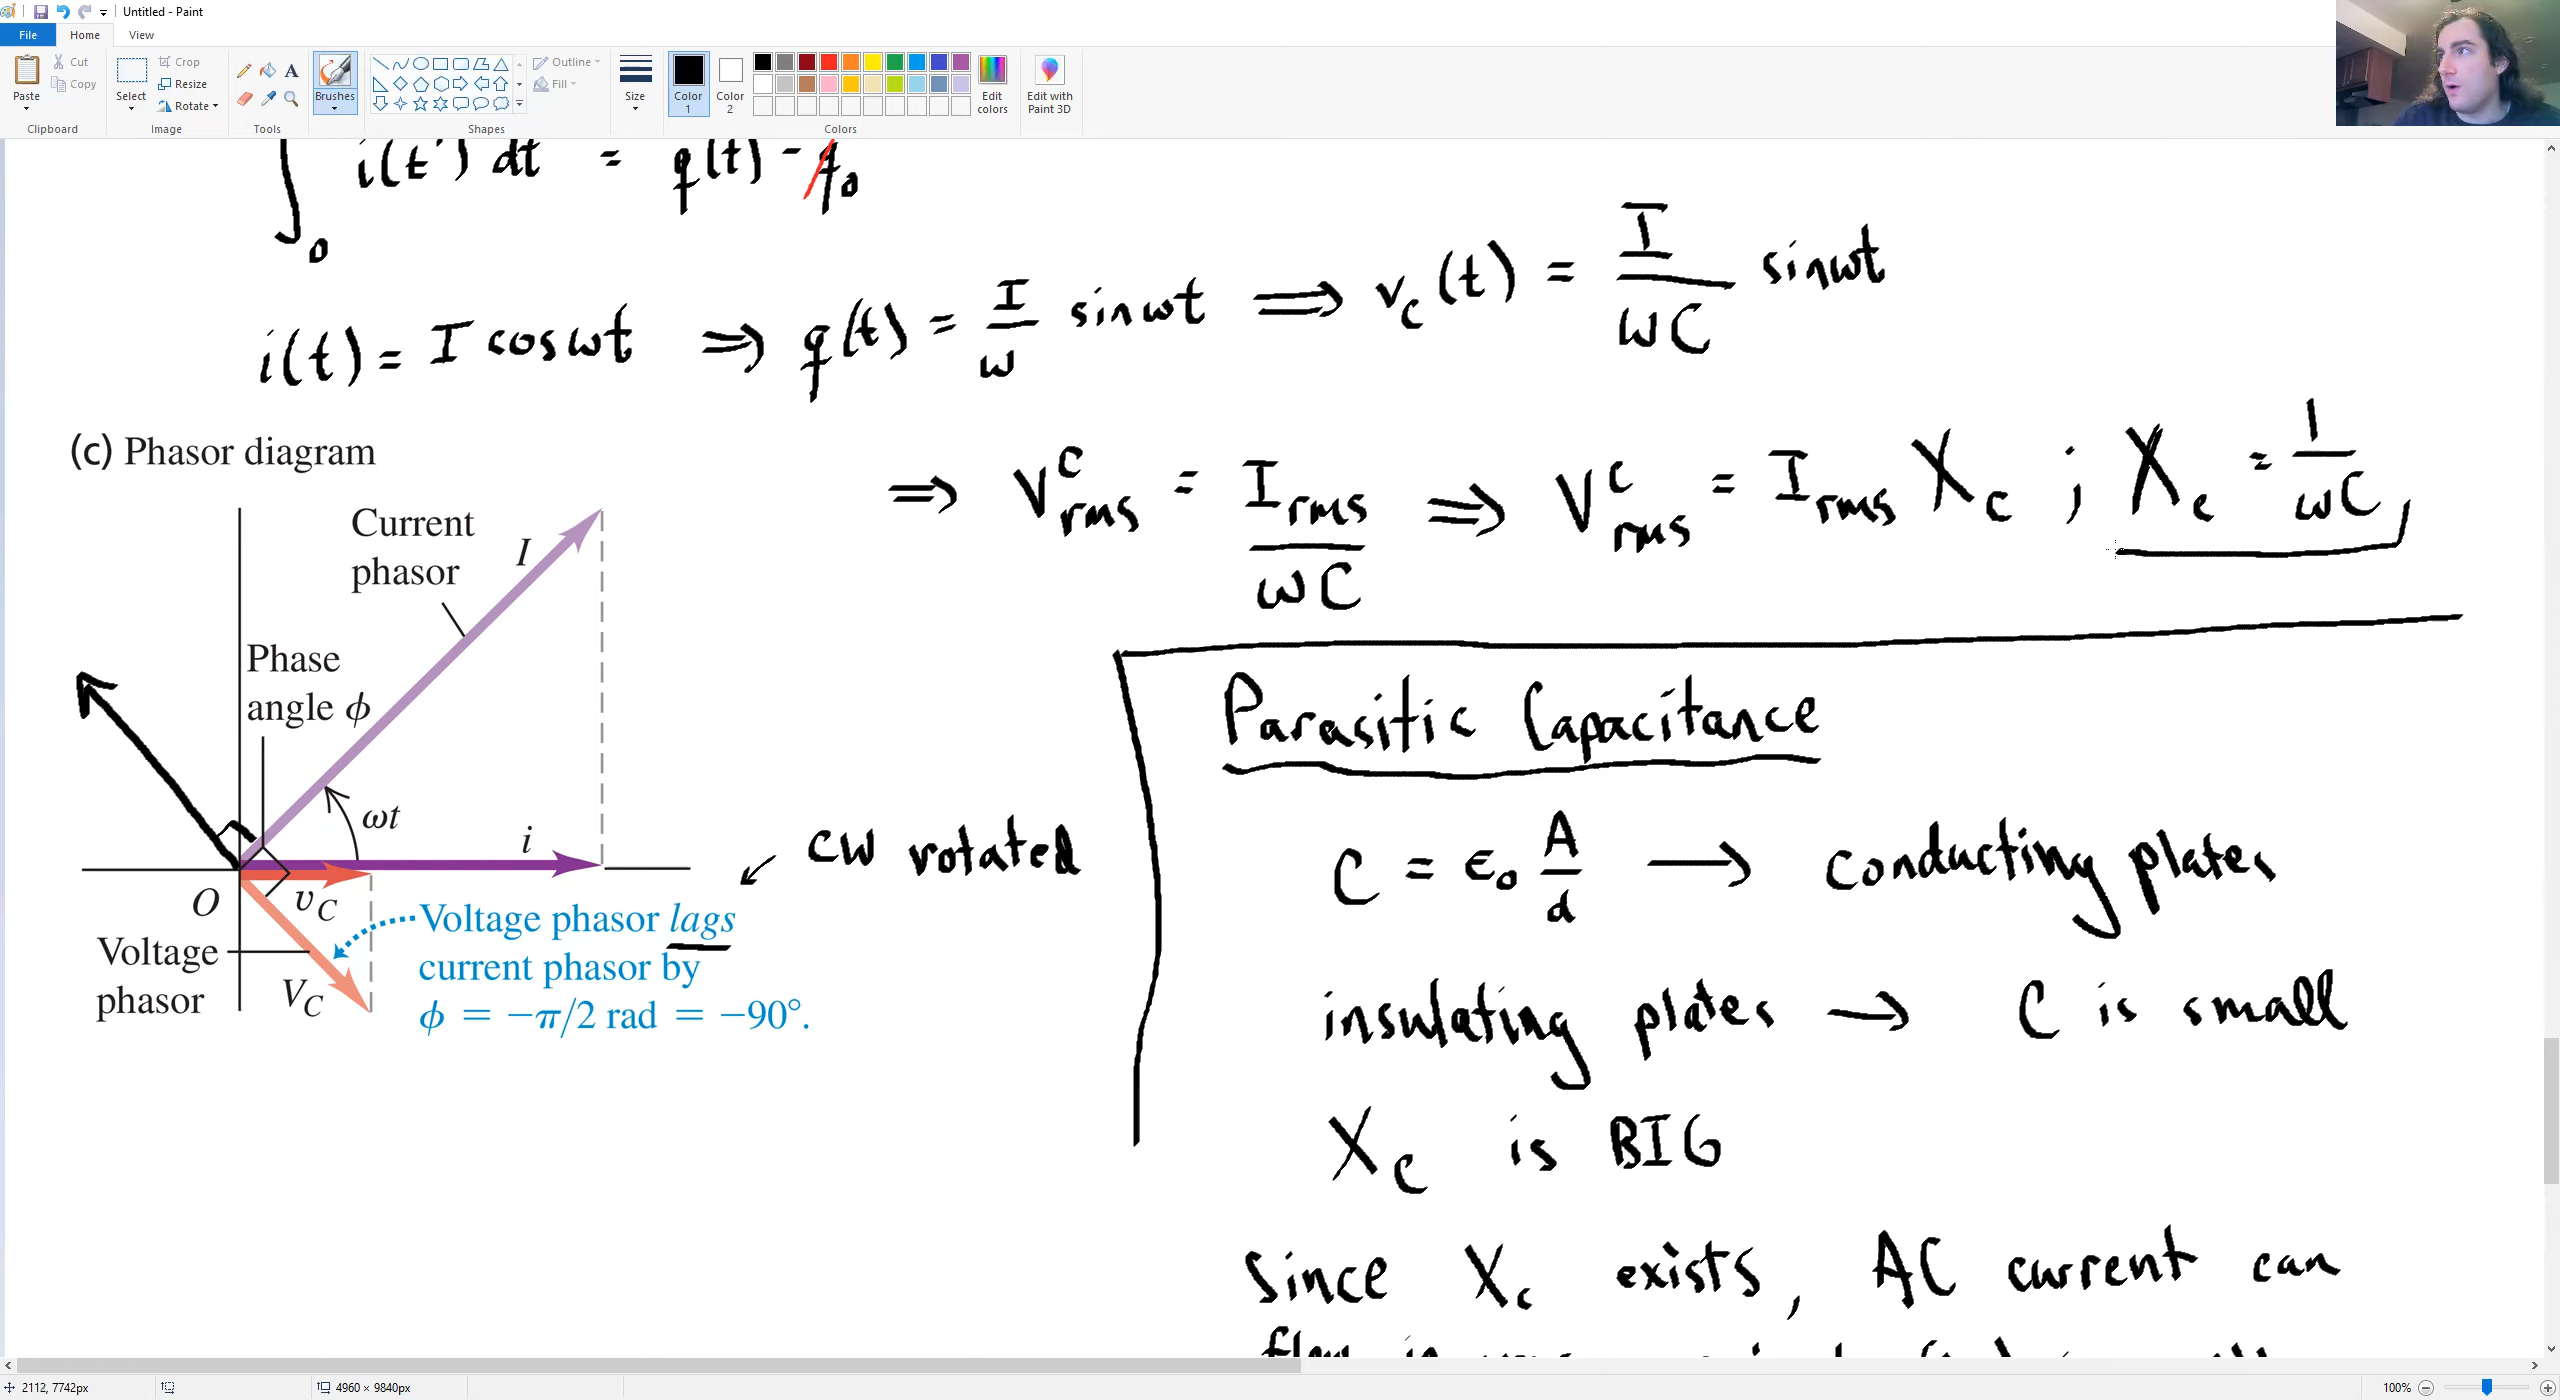 Untitled - Paint
File Home View
Paste
Cut
Copy
Clipboard
Select
Crop
Resize
Rotate
Image
A
Tools
Brushes
Outline
Fill
Shapes
Size
Color 1
Color 2
Edit colors
Colors
Edit with Paint 3D
∫₀ i(t') dt = q(t) - q₀
i(t) = I cos ωt ⟹ q(t) = I/ω sin ωt ⟹ v_c(t) = I/ωC sin ωt
(c) Phasor diagram
⟹ V^c_rms = I_rms/ωC ⟹ V^c_rms = I_rms X_c ; X_c = 1/ωC
Current phasor
I
Phase angle ϕ
ωt
i
O
υ_C
Voltage phasor
V_C
Voltage phasor lags
current phasor by
ϕ = −π/2 rad = −90°.
↙ CW rotated
Parasitic Capacitance
C = ϵ₀ A/d → conducting plates
insulating plates → C is small
X_C is BIG
Since X_c exists, AC current can
2112, 7742px
4960 × 9840px
100%